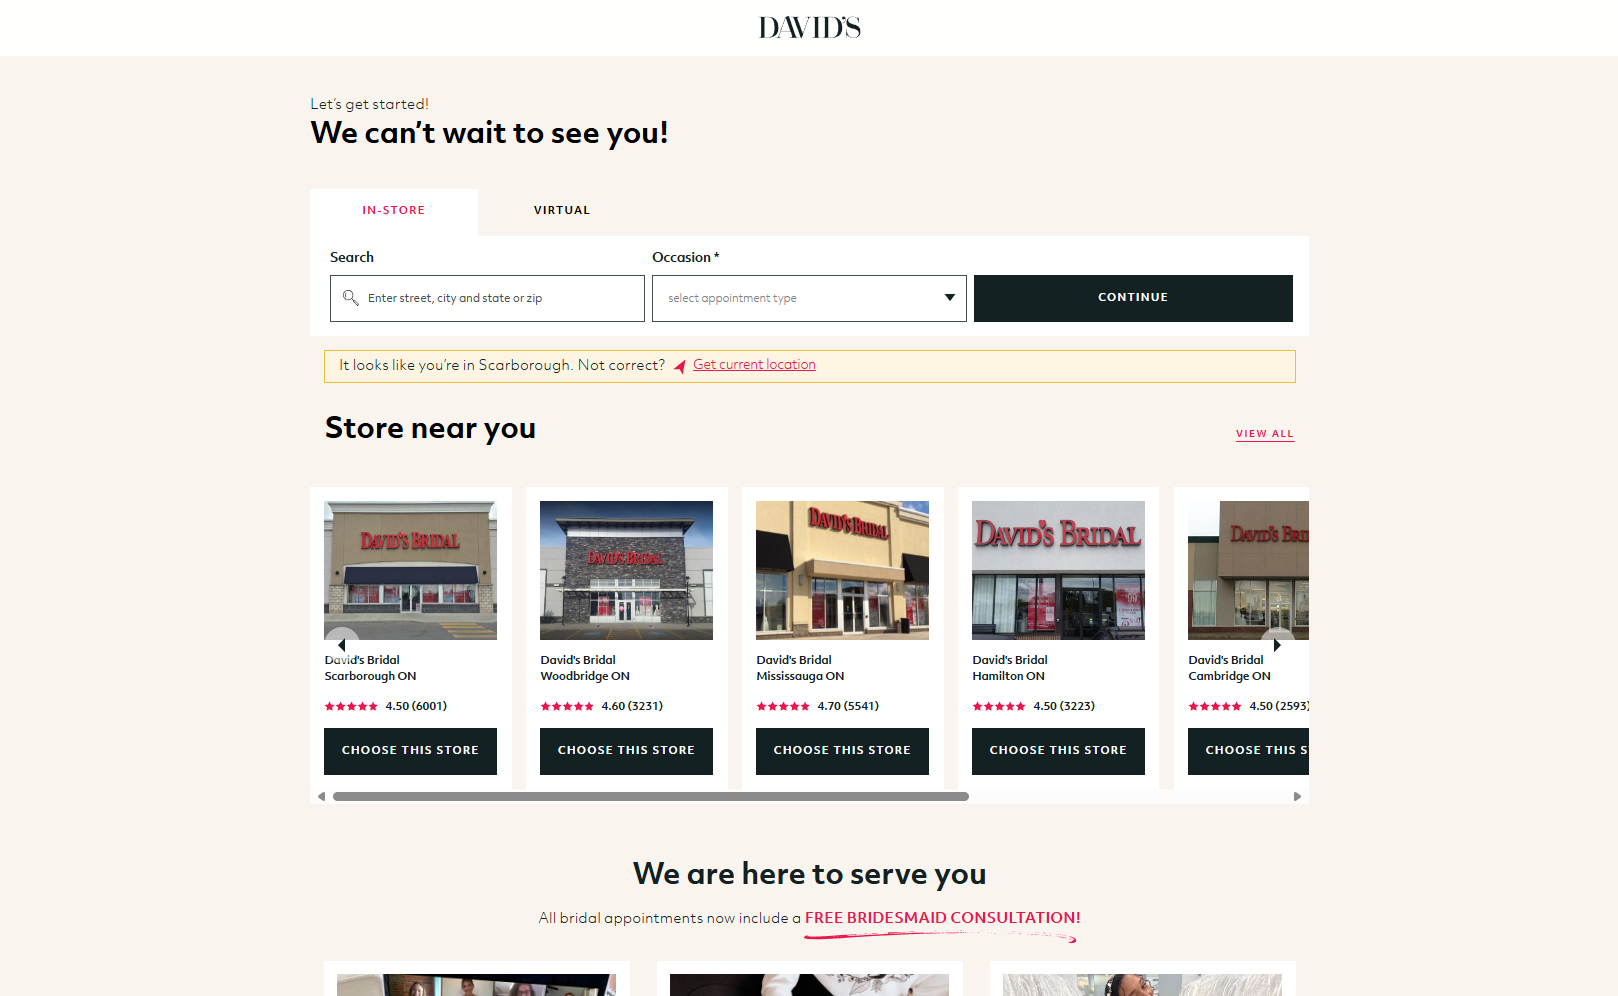 DAVID'S
Let's get started!
We can't wait to see you!
IN-STORE
VIRTUAL
Search
Occasion *
Enter street, city and state or zip
select appointment type
CONTINUE
It looks like you're in Scarborough. Not correct? Get current location
Store near you
VIEW ALL
DAVID'S BRIDAL
David's Bridal
Scarborough ON
4.50 (6001)
CHOOSE THIS STORE
DAVID'S BRIDAL
David's Bridal
Woodbridge ON
4.60 (3231)
CHOOSE THIS STORE
DAVID'S BRIDAL
David's Bridal
Mississauga ON
4.70 (5541)
CHOOSE THIS STORE
DAVID'S BRIDAL
David's Bridal
Hamilton ON
4.50 (3223)
CHOOSE THIS STORE
DAVID'S BRI
David's Bridal
Cambridge ON
4.50 (2593)
CHOOSE THIS S
We are here to serve you
All bridal appointments now include a FREE BRIDESMAID CONSULTATION!